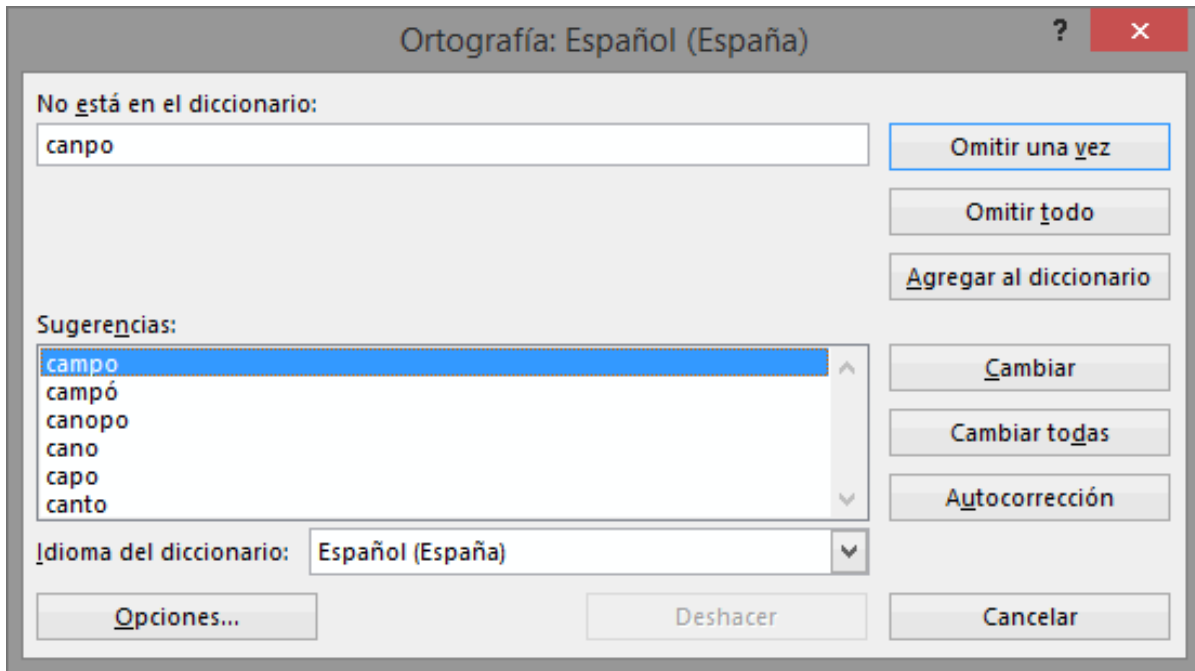 Ortografía: Español (España)
?
No está en el diccionario:
canpo
Omitir una vez
Omitir todo
Agregar al diccionario
Sugerencias:
campo
campó
canopo
cano
capo
canto
Cambiar
Cambiar todas
Autocorrección
Idioma del diccionario: Español (España)
Opciones... Deshacer Cancelar